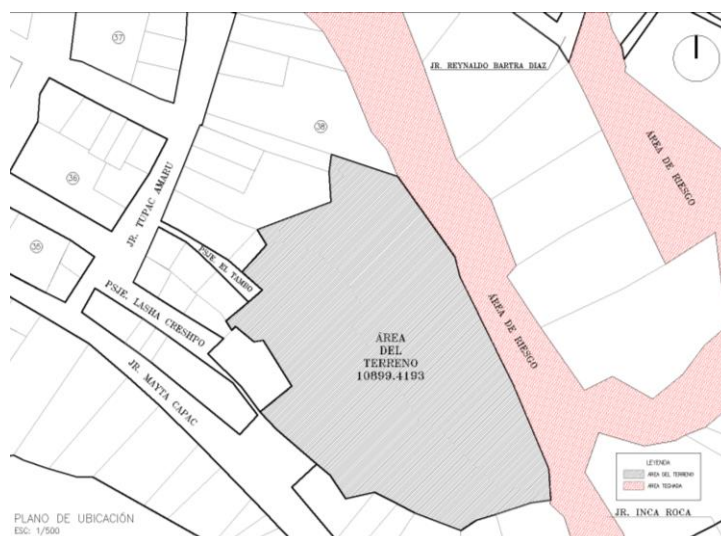 37
JR. REYNALDO BARTRA DIAZ
38
36
JR. TUPAC AMARU
ÁREA DE RIESGO
35
PSJE. EL TAMBO
PSJE. LASHA CRESHPO
ÁREA DE RIESGO
ÁREA
DEL
TERRENO
10899.4193
JR. MAYTA CAPAC
LEYENDA
AREA DEL TERRENO
AREA TECHADA
JR. INCA ROCA
PLANO DE UBICACIÓN
ESC: 1/500